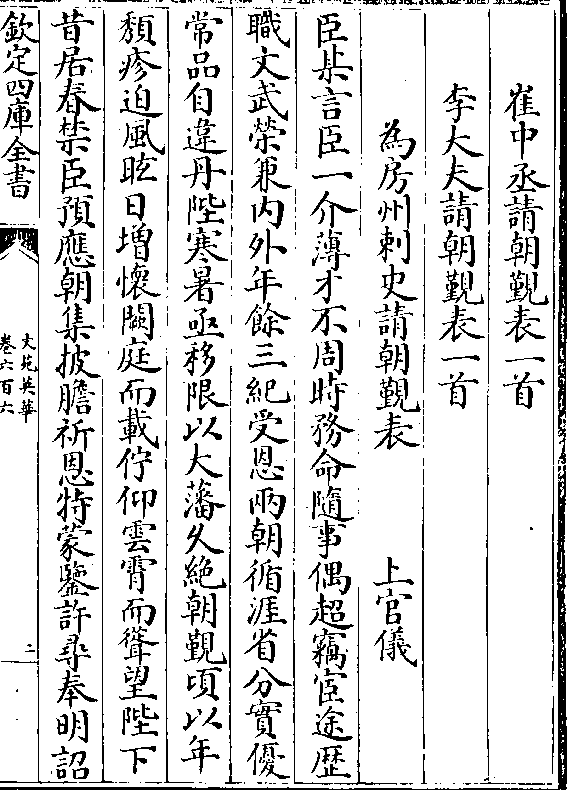 崔中丞請朝覲表一首
李大夫請朝覲表一首
為房州刺史請朝覲表 上官儀
臣某言臣一介薄才不周時務命隨事偶超竊宦途歴
職文武榮兼内外年餘三紀受恩兩朝循涯省分實優
常品自違丹陛寒暑亟移限以大藩久絶朝覲頃以年
頽疹迫風眩日增懐闕庭而載佇仰雲霄而聳望陛下
昔居春禁臣預應朝集披膽祈恩特蒙鑒許尋奉明詔
欽定四庫全書
文苑英華
卷六百六
二